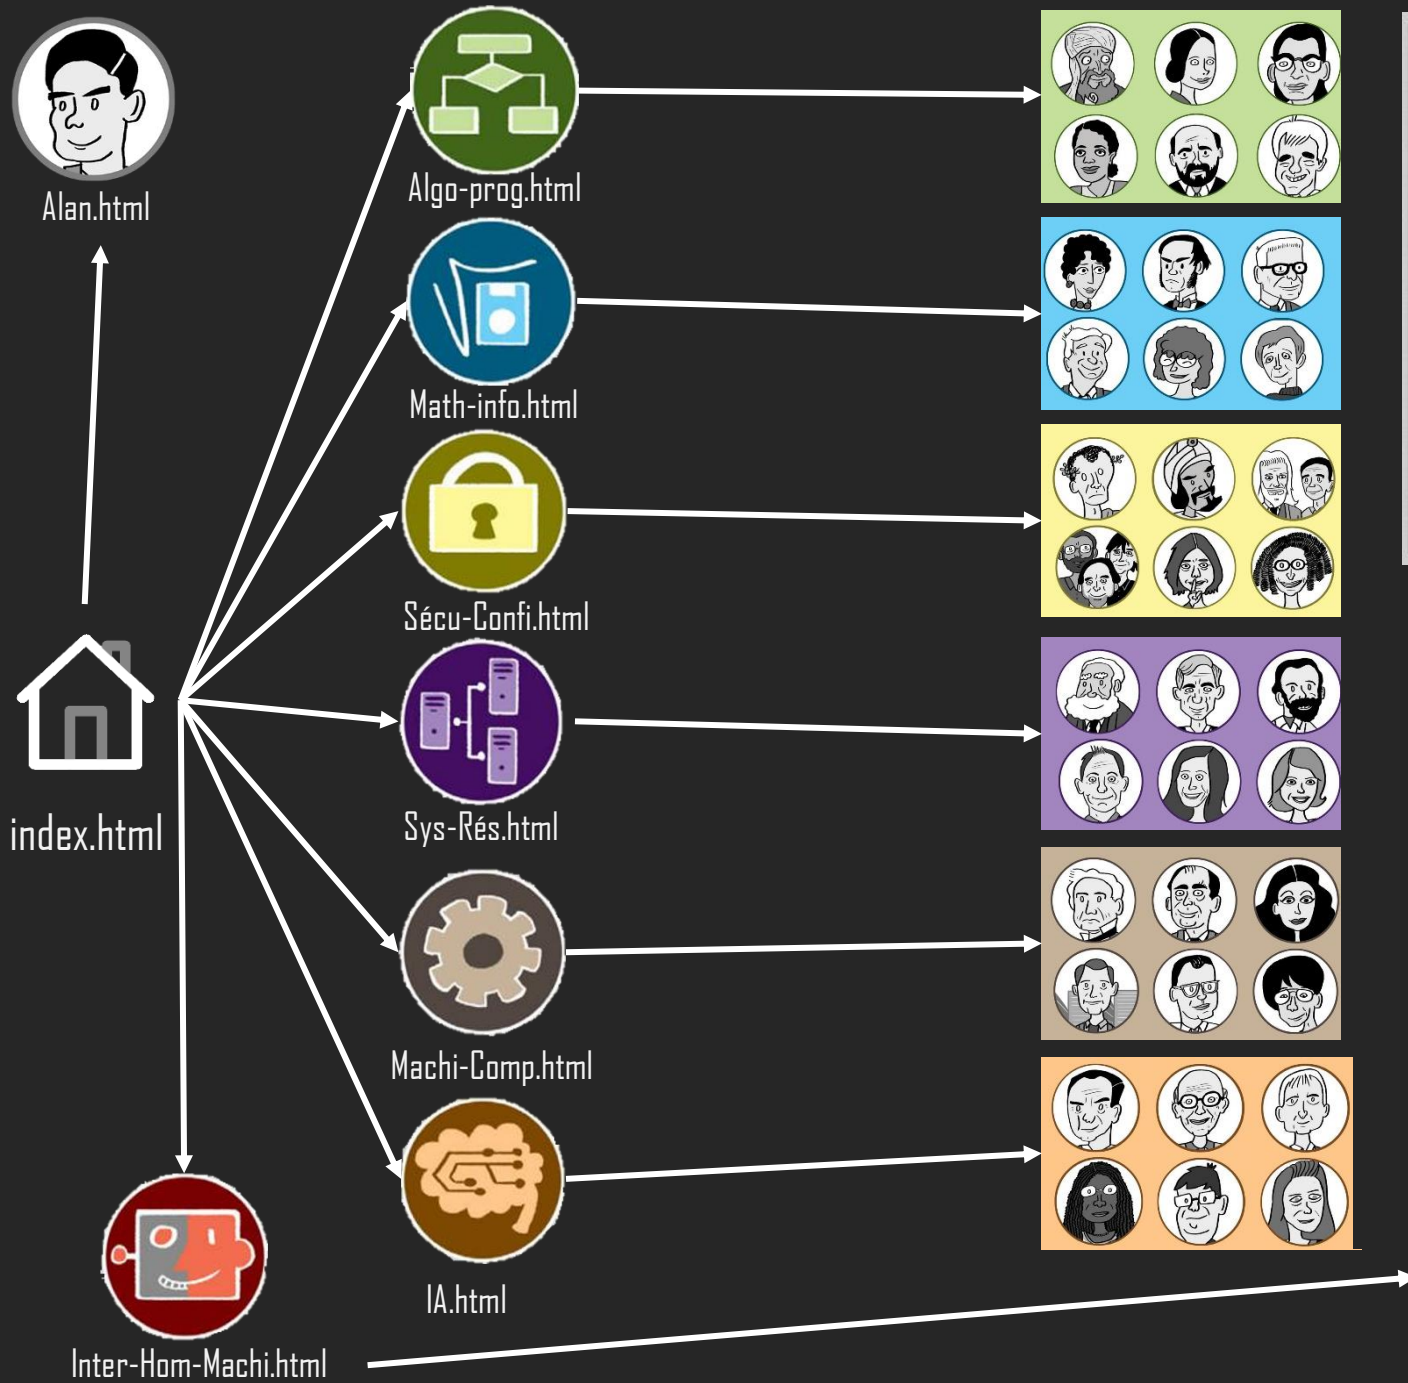 Alan.html
Algo-prog.html
Math-info.html
Sécu-Confi.html
index.html
Sys-Rés.html
Machi-Comp.html
IA.html
Inter-Hom-Machi.html